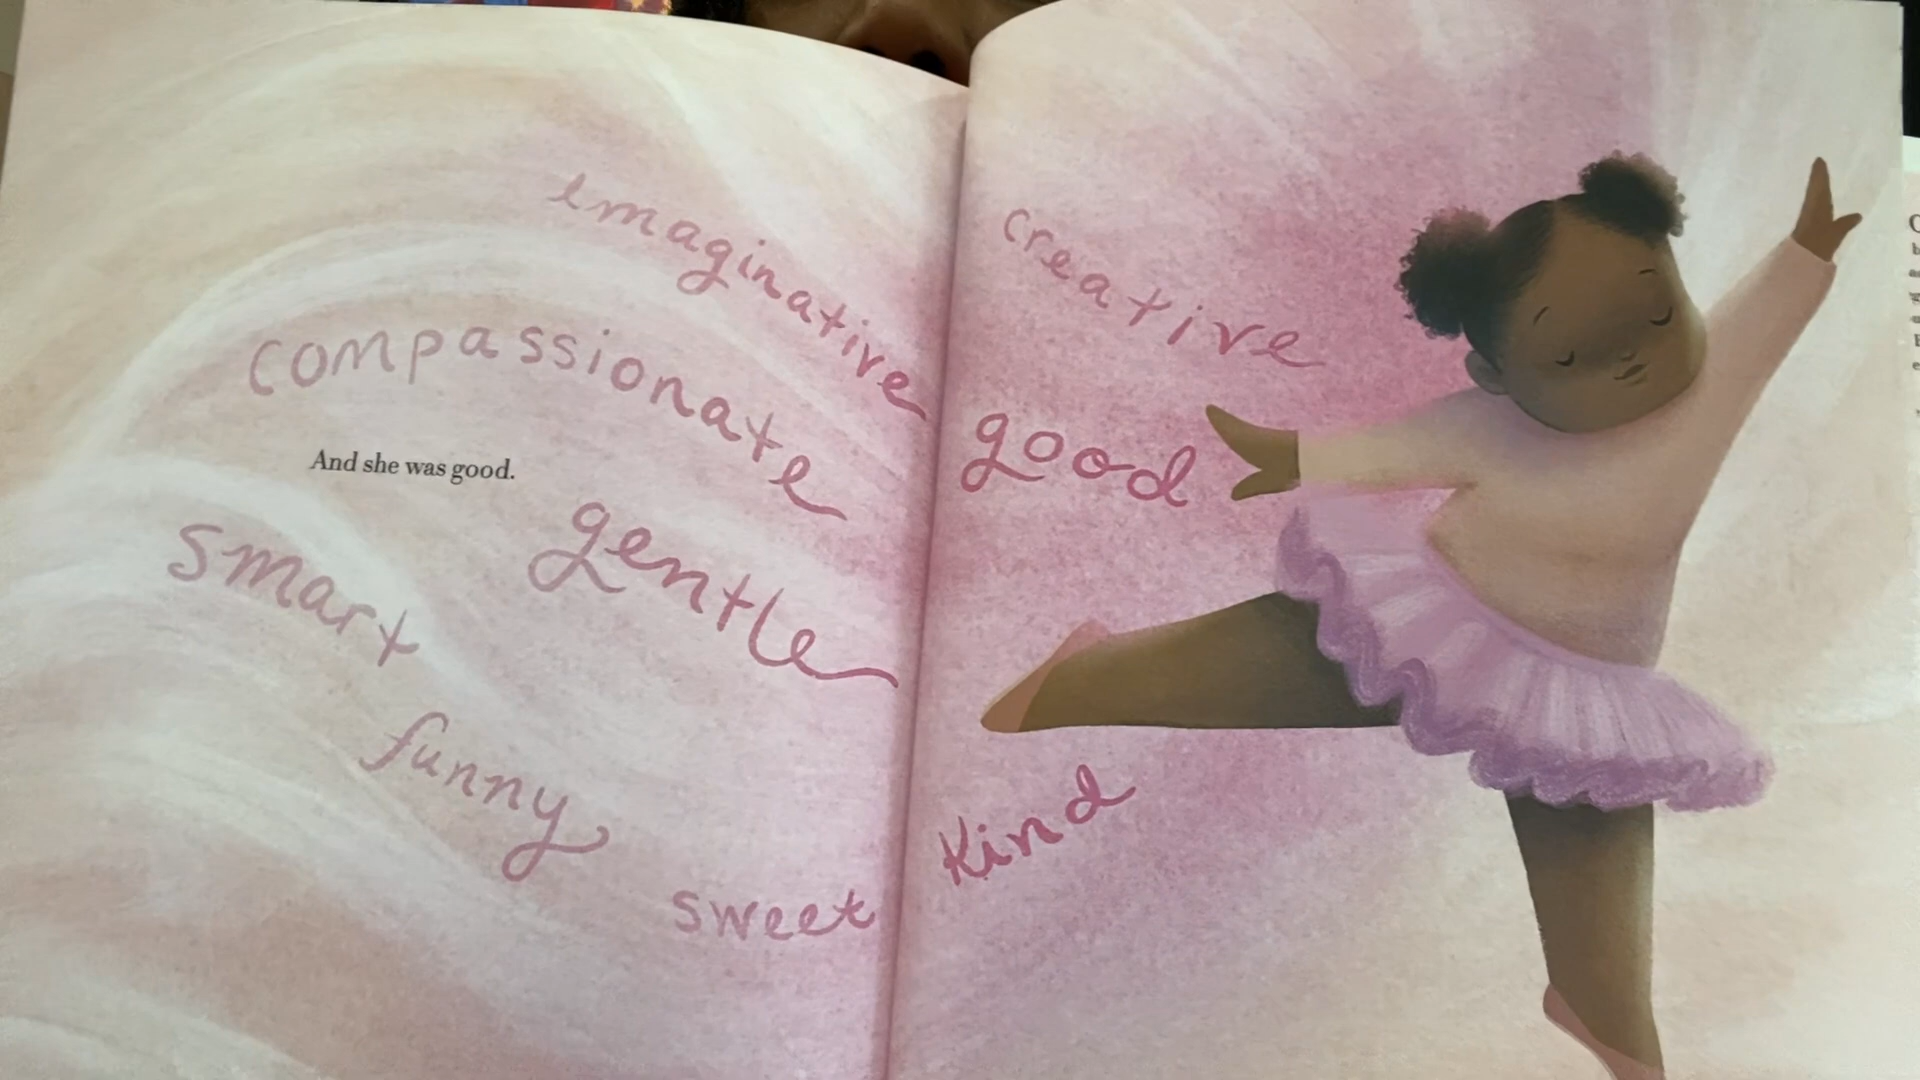 imaginative
compassionate
And she was good.
smart
gentle
funny
sweet
creative
good
kind